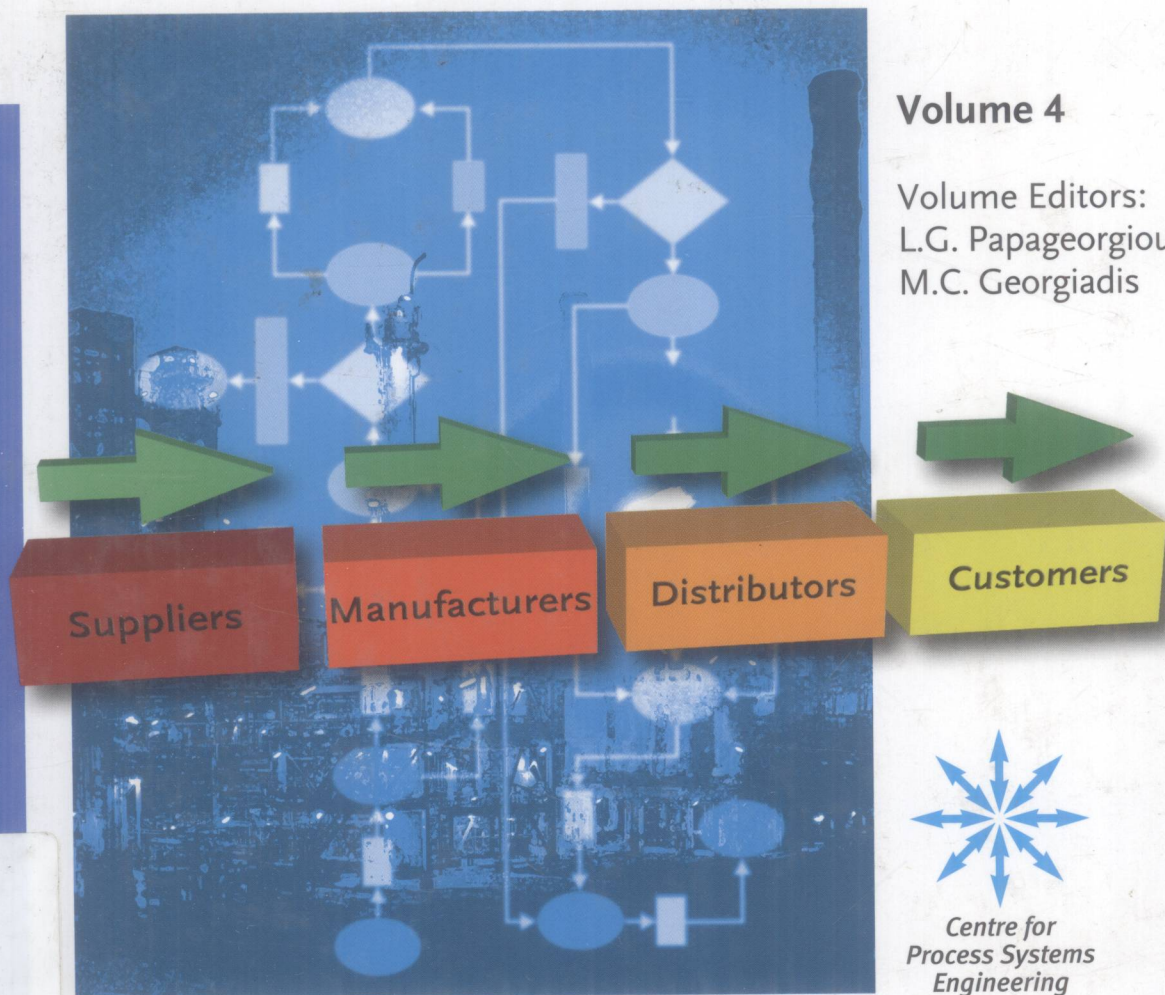 Volume 4
Volume Editors:
L.G. Papageorgiou
M.C. Georgiadis
Suppliers
Manufacturers
Distributors
Customers
Centre for
Process Systems
Engineering